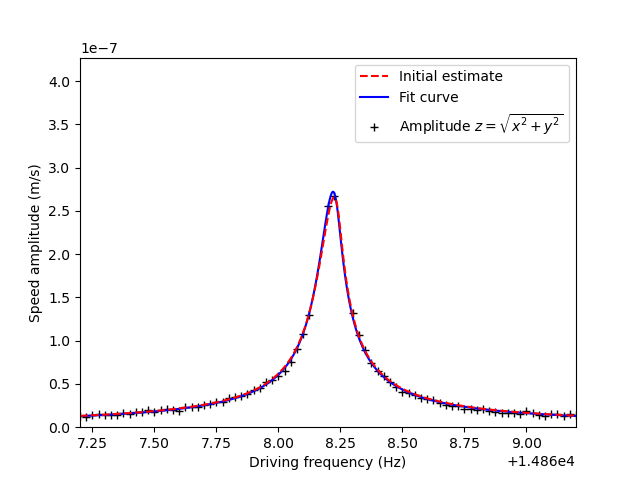 1e−7
4.0
3.5
3.0
2.5
2.0
1.5
1.0
0.5
0.0
Speed amplitude (m/s)
Initial estimate
Fit curve
Amplitude z = √x² + y²
7.25 7.50 7.75 8.00 8.25 8.50 8.75 9.00
Driving frequency (Hz)
+1.486e4